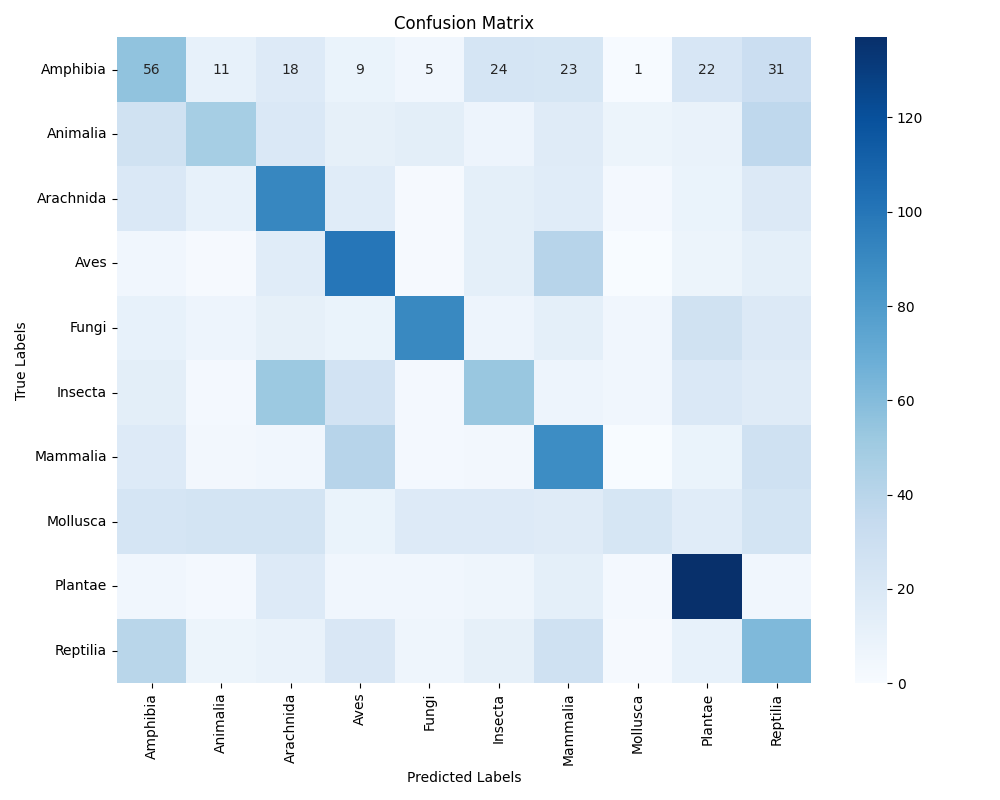 Confusion Matrix
True Labels
Amphibia 56 11 18 9 5 24 23 1 22 31
Animalia
Arachnida
Aves
Fungi
Insecta
Mammalia
Mollusca
Plantae
Reptilia
Amphibia Animalia Arachnida Aves Fungi Insecta Mammalia Mollusca Plantae Reptilia
Predicted Labels
120
100
80
60
40
20
0